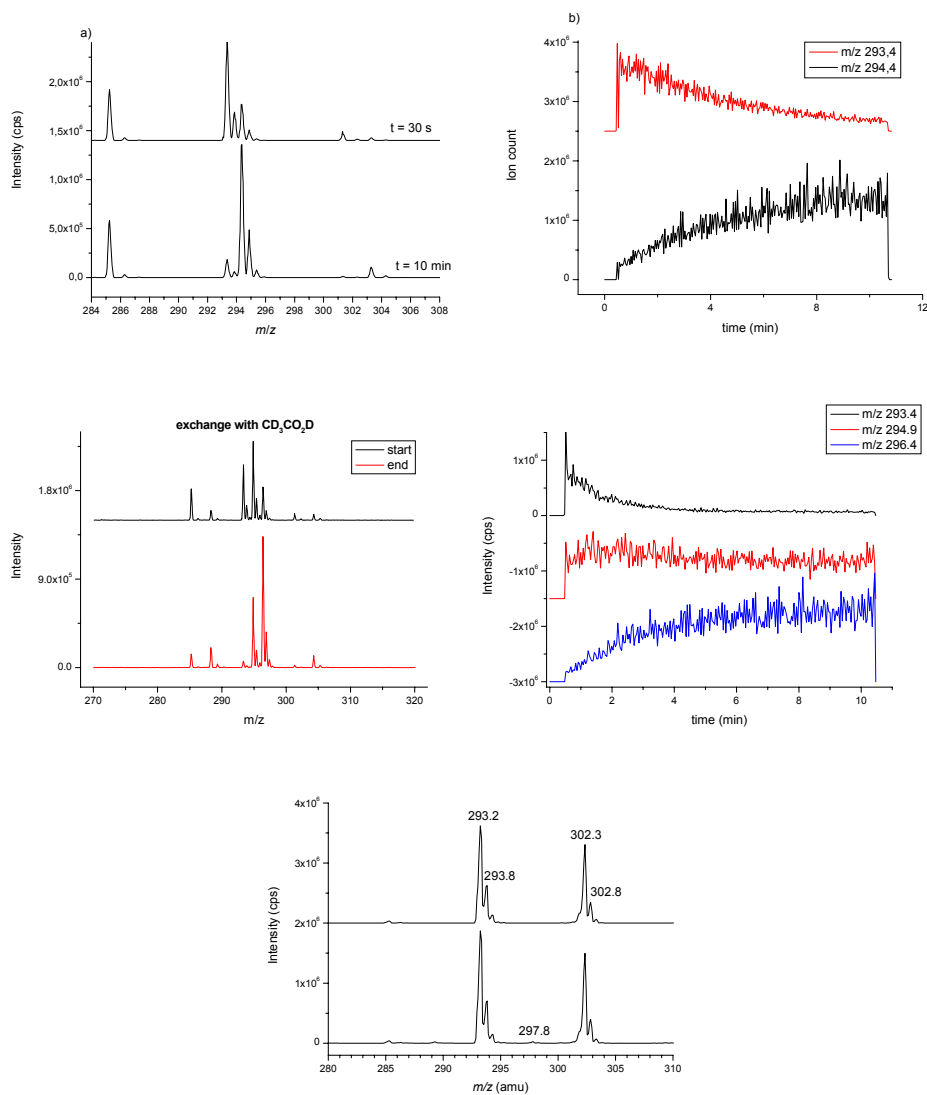 a)
Intensity (cps)
2,0x10⁶
1,5x10⁶
1,0x10⁶
5,0x10⁵
0,0
t = 30 s
t = 10 min
284 286 288 290 292 294 296 298 300 302 304 306 308
m/z
b)
m/z 293,4
m/z 294,4
Ion count
4x10⁶
3x10⁶
2x10⁶
1x10⁶
0
0 4 8 12
time (min)
exchange with CD₃CO₂D
start
end
Intensity
1.8x10⁶
9.0x10⁵
0.0
270 280 290 300 310 320
m/z
m/z 293.4
m/z 294.9
m/z 296.4
Intensity (cps)
1x10⁶
0
-1x10⁶
-2x10⁶
-3x10⁶
0 2 4 6 8 10
time (min)
Intensity (cps)
4x10⁶
3x10⁶
2x10⁶
1x10⁶
0
293.2
293.8
302.3
302.8
297.8
280 285 290 295 300 305 310
m/z (amu)